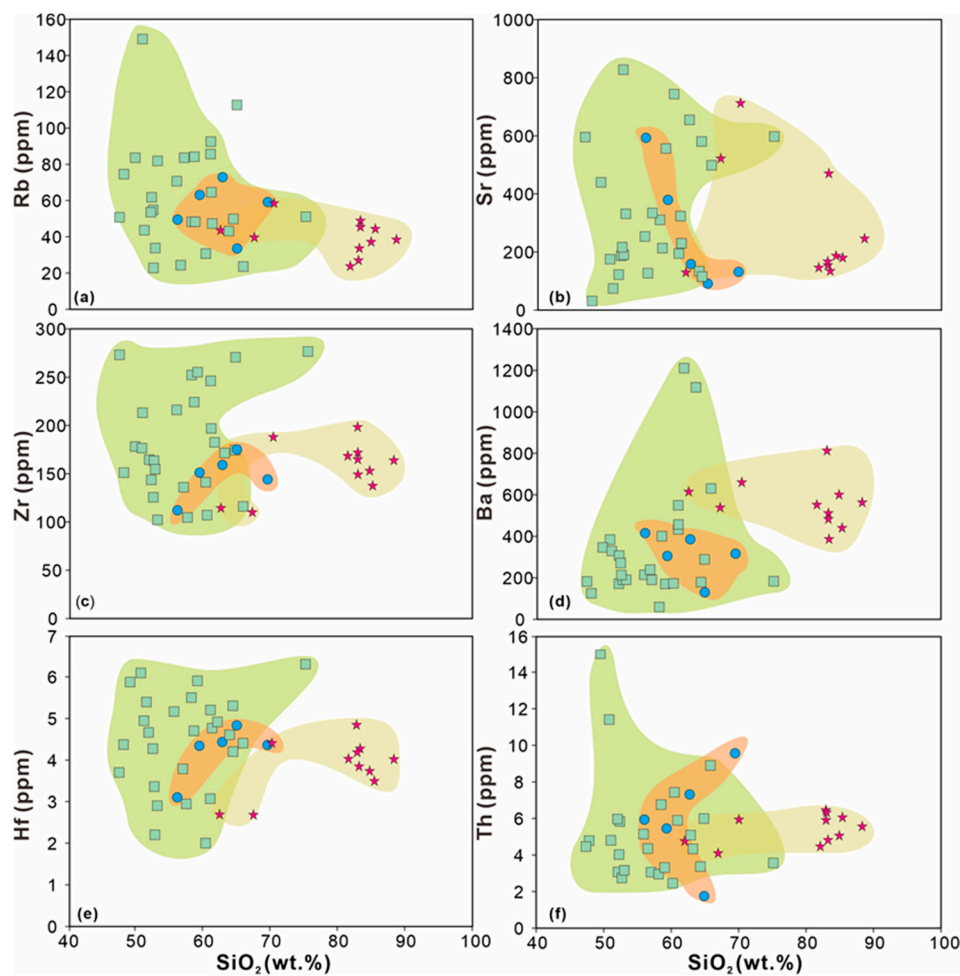 160
140
120
100
80
60
40
20
0
Rb (ppm)
(a)
1000
800
600
400
200
0
Sr (ppm)
(b)
300
250
200
150
100
50
0
Zr (ppm)
(c)
1400
1200
1000
800
600
400
200
0
Ba (ppm)
(d)
7
6
5
4
3
2
1
0
Hf (ppm)
(e)
40 50 60 70 80 90 100
SiO₂ (wt.%)
16
14
12
10
8
6
4
2
0
Th (ppm)
(f)
40 50 60 70 80 90 100
SiO₂ (wt.%)